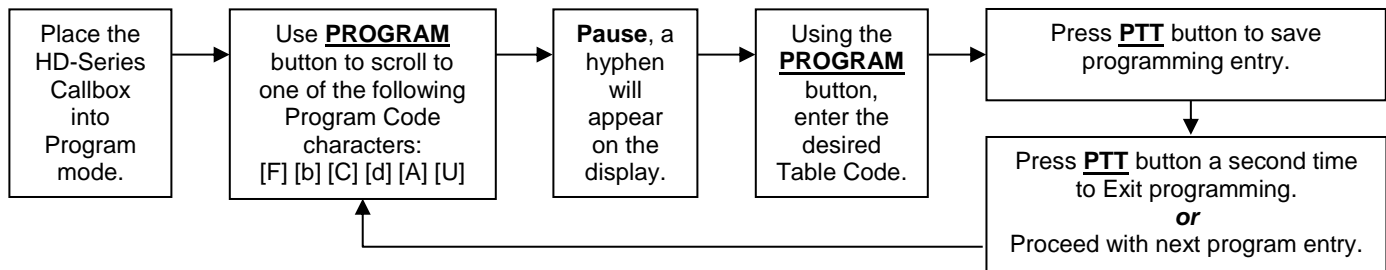 Place the
HD-Series
Callbox
into
Program
mode.
Use PROGRAM
button to scroll to
one of the following
Program Code
characters:
[F] [b] [C] [d] [A] [U]
Pause, a
hyphen
will
appear
on the
display.
Using the
PROGRAM
button,
enter the
desired
Table Code.
Press PTT button to save
programming entry.
Press PTT button a second time
to Exit programming.
or
Proceed with next program entry.